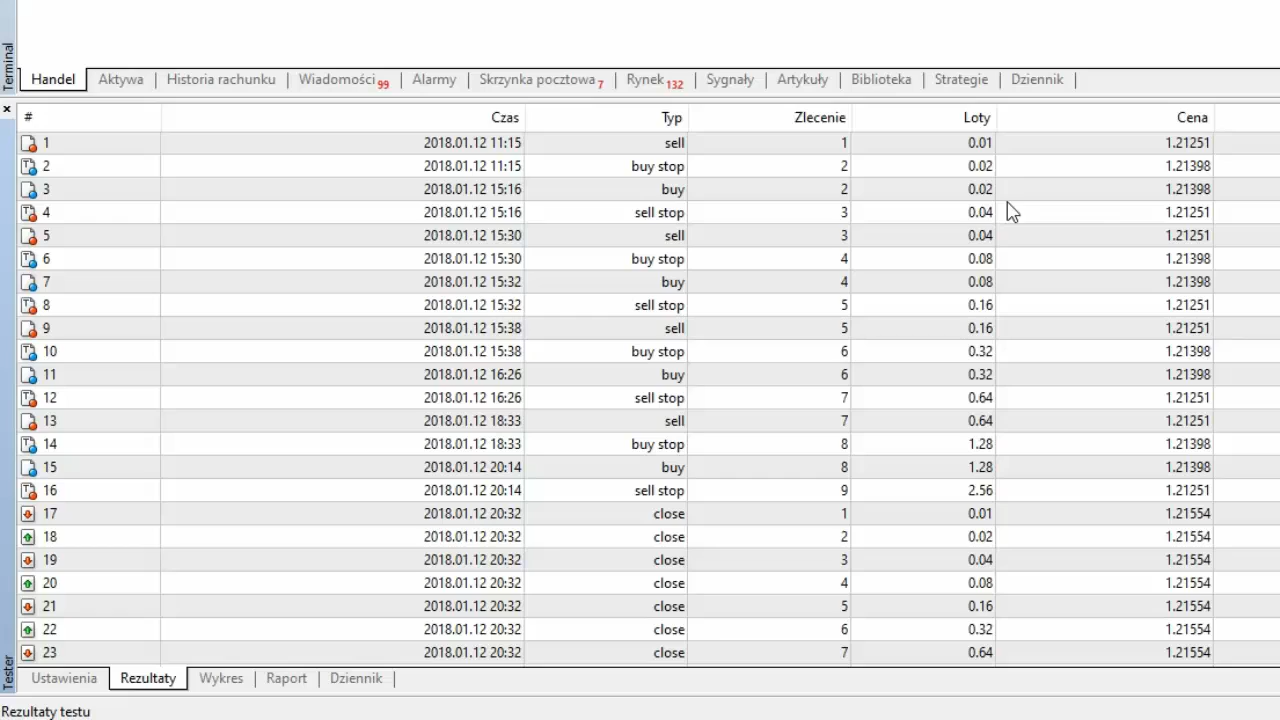 Terminal
Handel Aktywa Historia rachunku Wiadomości 99 Alarmy Skrzynka pocztowa 7 Rynek 132 Sygnały Artykuły Biblioteka Strategie Dziennik
# Czas Typ Zlecenie Loty Cena
1 2018.01.12 11:15 sell 1 0.01 1.21251
2 2018.01.12 11:15 buy stop 2 0.02 1.21398
3 2018.01.12 15:16 buy 2 0.02 1.21398
4 2018.01.12 15:16 sell stop 3 0.04 1.21251
5 2018.01.12 15:30 sell 3 0.04 1.21251
6 2018.01.12 15:30 buy stop 4 0.08 1.21398
7 2018.01.12 15:32 buy 4 0.08 1.21398
8 2018.01.12 15:32 sell stop 5 0.16 1.21251
9 2018.01.12 15:38 sell 5 0.16 1.21251
10 2018.01.12 15:38 buy stop 6 0.32 1.21398
11 2018.01.12 16:26 buy 6 0.32 1.21398
12 2018.01.12 16:26 sell stop 7 0.64 1.21251
13 2018.01.12 18:33 sell 7 0.64 1.21251
14 2018.01.12 18:33 buy stop 8 1.28 1.21398
15 2018.01.12 20:14 buy 8 1.28 1.21398
16 2018.01.12 20:14 sell stop 9 2.56 1.21251
17 2018.01.12 20:32 close 1 0.01 1.21554
18 2018.01.12 20:32 close 2 0.02 1.21554
19 2018.01.12 20:32 close 3 0.04 1.21554
20 2018.01.12 20:32 close 4 0.08 1.21554
21 2018.01.12 20:32 close 5 0.16 1.21554
22 2018.01.12 20:32 close 6 0.32 1.21554
23 2018.01.12 20:32 close 7 0.64 1.21554
Tester
Ustawienia Rezultaty Wykres Raport Dziennik
Rezultaty testu